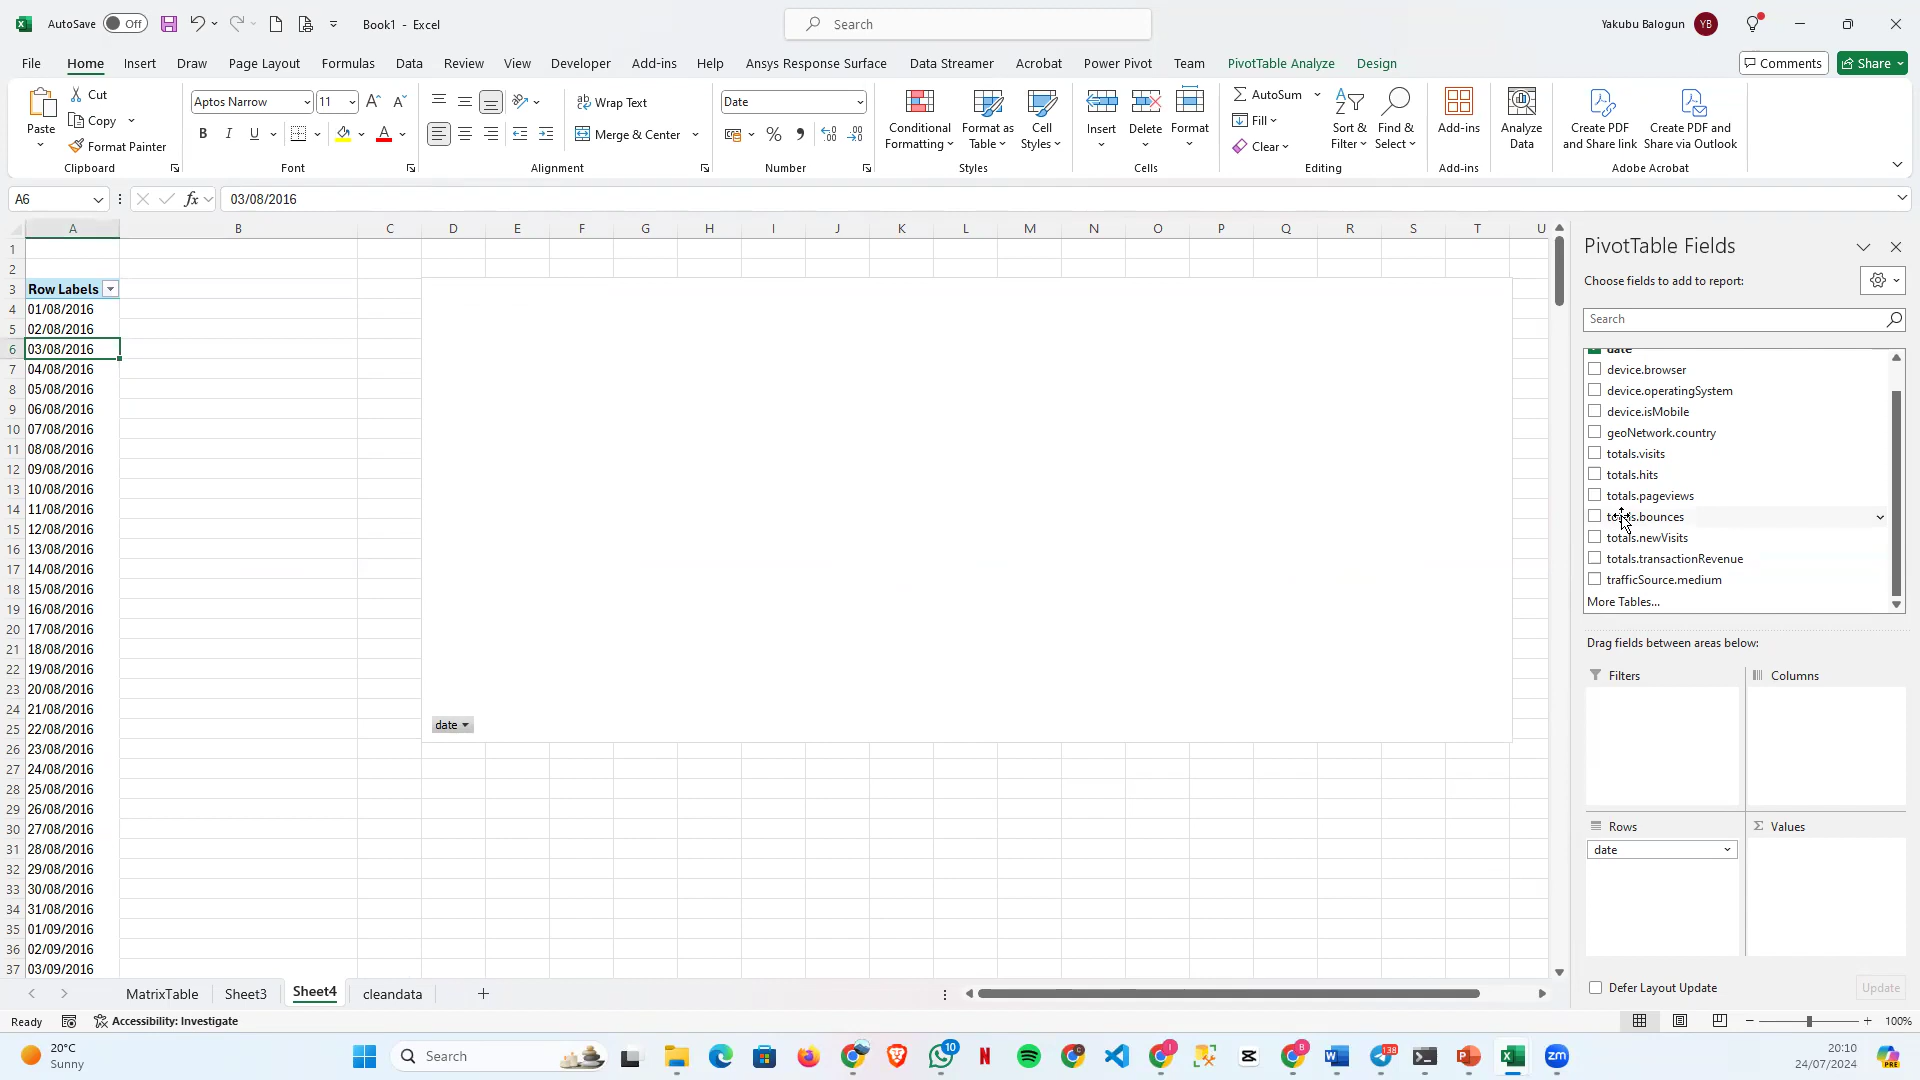 AutoSave Off Book1 - Excel Search Yakubu Balogun YB
File Home Insert Draw Page Layout Formulas Data Review View Developer Add-ins Help Ansys Response Surface Data Streamer Acrobat Power Pivot Team PivotTable Analyze Design Comments Share
Paste Cut Copy Format Painter
Aptos Narrow 11
B I U A
Wrap Text
Merge & Center
Date
Conditional Formatting Format as Table Cell Styles
Insert Delete Format
AutoSum Fill Clear
Sort & Filter Find & Select
Add-ins
Analyze Data
Create PDF and Share link Create PDF and Share via Outlook
Clipboard Font Alignment Number Styles Cells Editing Add-ins Adobe Acrobat
A6 fx 03/08/2016
A B C D E F G H I J K L M N O P Q R S T U
1
2
3 Row Labels
4 01/08/2016
5 02/08/2016
6 03/08/2016
7 04/08/2016
8 05/08/2016
9 06/08/2016
10 07/08/2016
11 08/08/2016
12 09/08/2016
13 10/08/2016
14 11/08/2016
15 12/08/2016
16 13/08/2016
17 14/08/2016
18 15/08/2016
19 16/08/2016
20 17/08/2016
21 18/08/2016
22 19/08/2016
23 20/08/2016
24 21/08/2016
25 22/08/2016
26 23/08/2016
27 24/08/2016
28 25/08/2016
29 26/08/2016
30 27/08/2016
31 28/08/2016
32 29/08/2016
33 30/08/2016
34 31/08/2016
35 01/09/2016
36 02/09/2016
37 03/09/2016
date
PivotTable Fields
Choose fields to add to report:
Search
date
device.browser
device.operatingSystem
device.isMobile
geoNetwork.country
totals.visits
totals.hits
totals.pageviews
totals.bounces
totals.newVisits
totals.transactionRevenue
trafficSource.medium
More Tables...
Drag fields between areas below:
Filters Columns
Rows Σ Values
date
Defer Layout Update Update
MatrixTable Sheet3 Sheet4 cleandata
Ready Accessibility: Investigate 100%
20°C
Sunny
Search
10
138
zm
20:10
24/07/2024
PRE